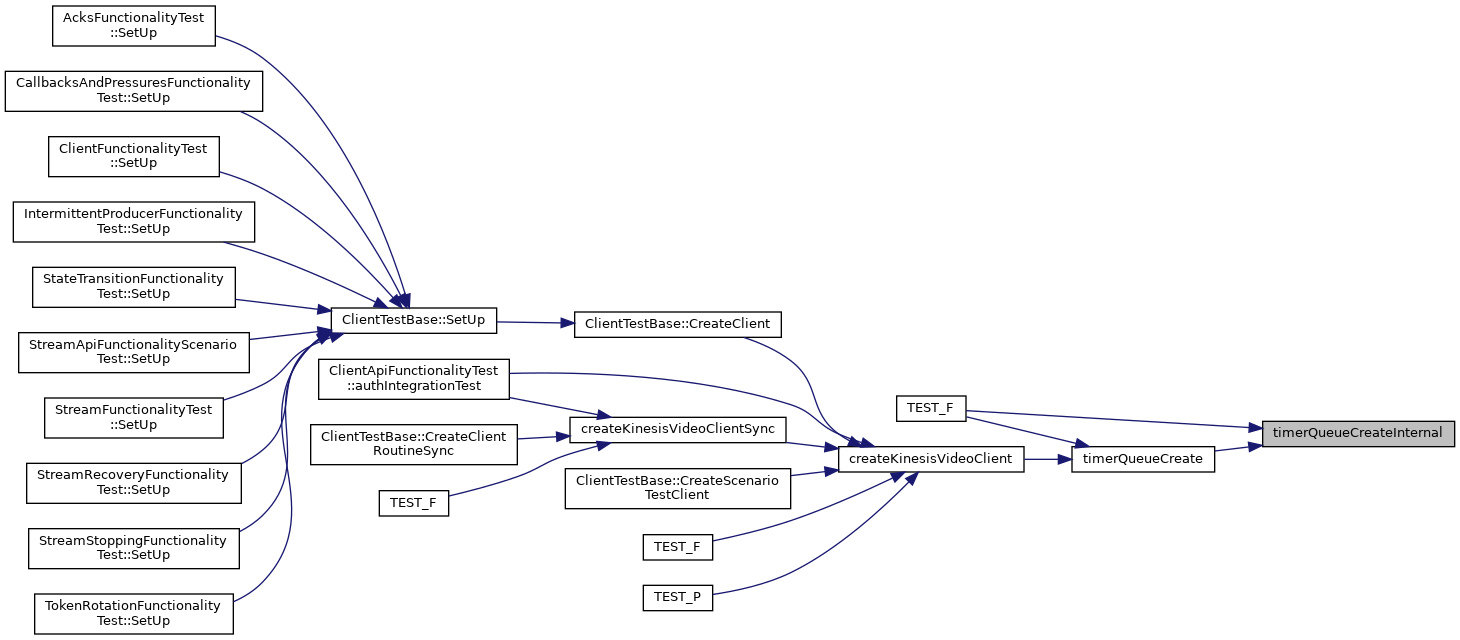 AcksFunctionalityTest
::SetUp
CallbacksAndPressuresFunctionality
Test::SetUp
ClientFunctionalityTest
::SetUp
IntermittentProducerFunctionality
Test::SetUp
StateTransitionFunctionality
Test::SetUp
StreamApiFunctionalityScenario
Test::SetUp
StreamFunctionalityTest
::SetUp
StreamRecoveryFunctionality
Test::SetUp
StreamStoppingFunctionality
Test::SetUp
TokenRotationFunctionality
Test::SetUp
ClientTestBase::SetUp
ClientApiFunctionalityTest
::authIntegrationTest
ClientTestBase::CreateClient
RoutineSync
TEST_F
ClientTestBase::CreateClient
createKinesisVideoClientSync
ClientTestBase::CreateScenario
TestClient
TEST_F
TEST_P
TEST_F
createKinesisVideoClient
timerQueueCreate
timerQueueCreateInternal